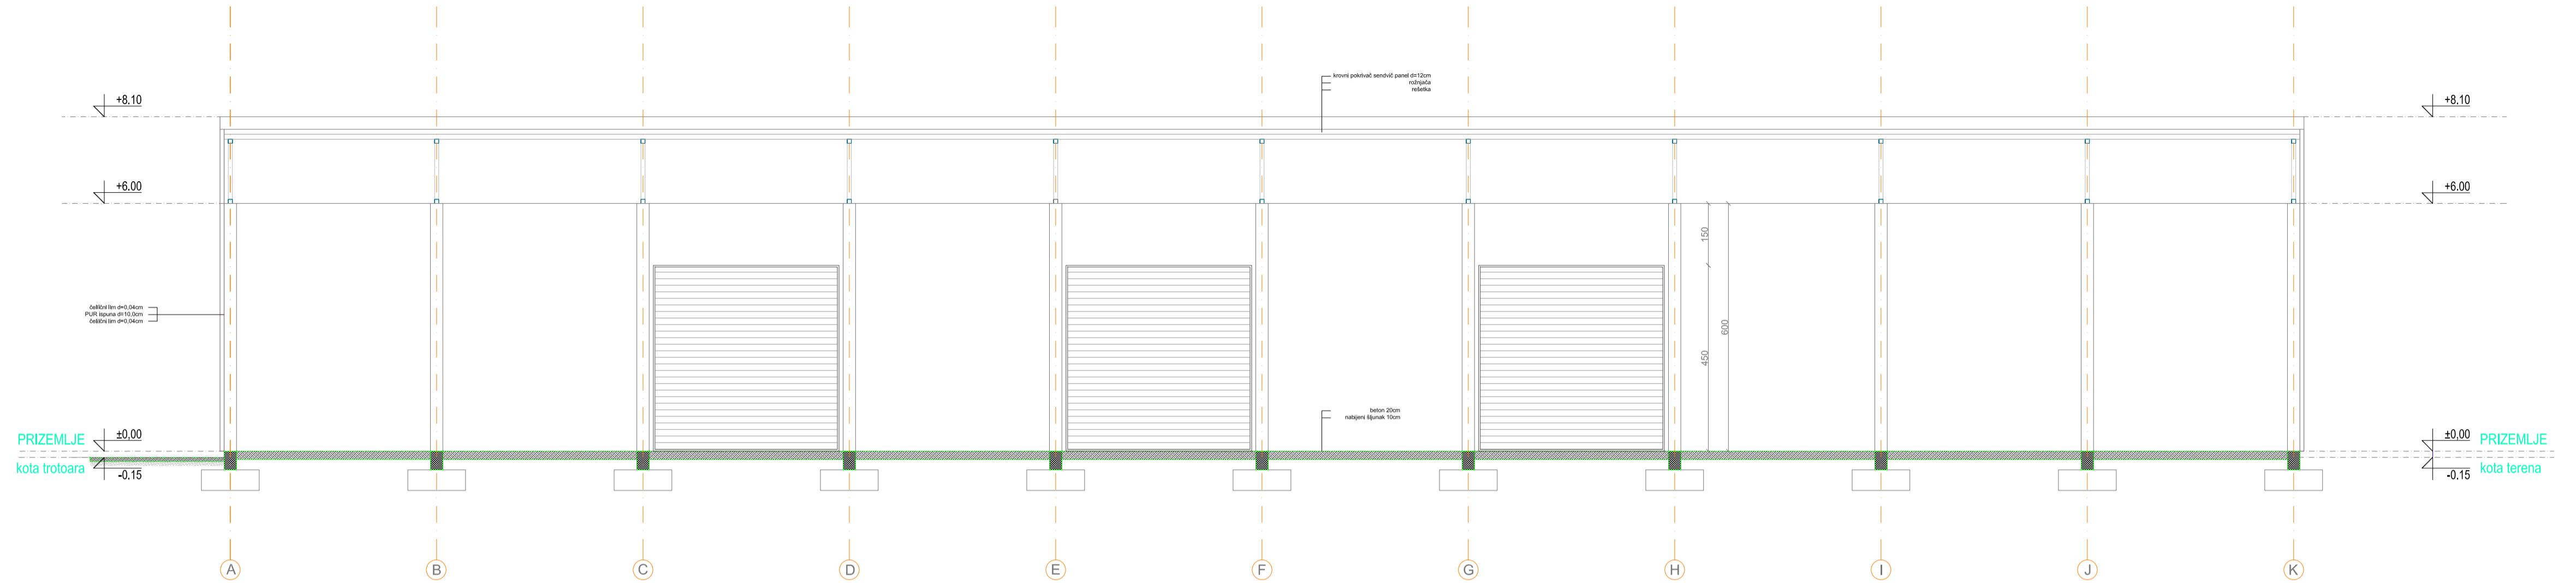 krovni pokrivač sendvič panel d=12cm
rožnjača
rešetka
+8.10
+8.10
+6.00
+6.00
150
600
450
čelični lim d=0,04cm
PUR ispuna d=10,0cm
čelični lim d=0,04cm
beton 20cm
nabijeni šljunak 10cm
PRIZEMLJE ±0,00
±0,00 PRIZEMLJE
kota trotoara -0.15
-0.15 kota terena
A B C D E F G H I J K